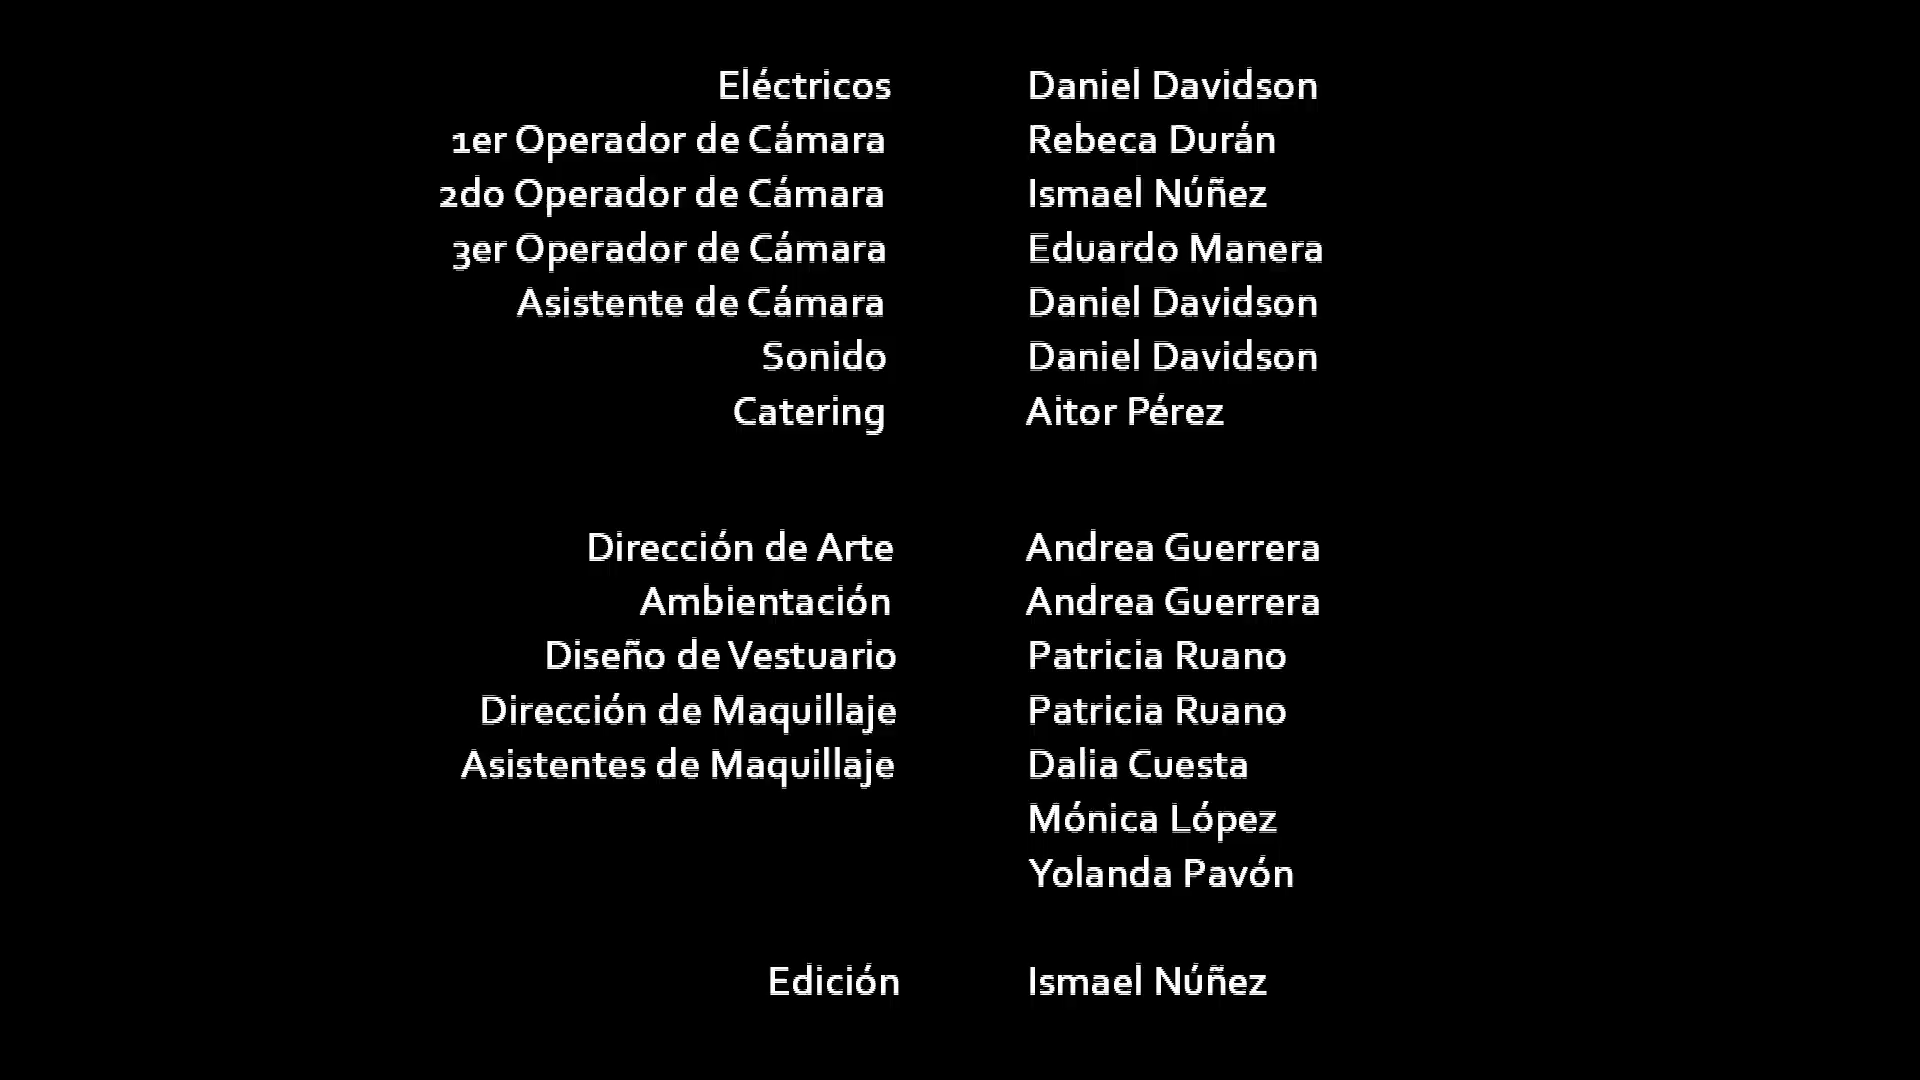 Eléctricos Daniel Davidson
1er Operador de Cámara Rebeca Durán
2do Operador de Cámara Ismael Núñez
3er Operador de Cámara Eduardo Manera
Asistente de Cámara Daniel Davidson
Sonido Daniel Davidson
Catering Aitor Pérez
Dirección de Arte Andrea Guerrera
Ambientación Andrea Guerrera
Diseño de Vestuario Patricia Ruano
Dirección de Maquillaje Patricia Ruano
Asistentes de Maquillaje Dalia Cuesta
Mónica López
Yolanda Pavón
Edición Ismael Núñez